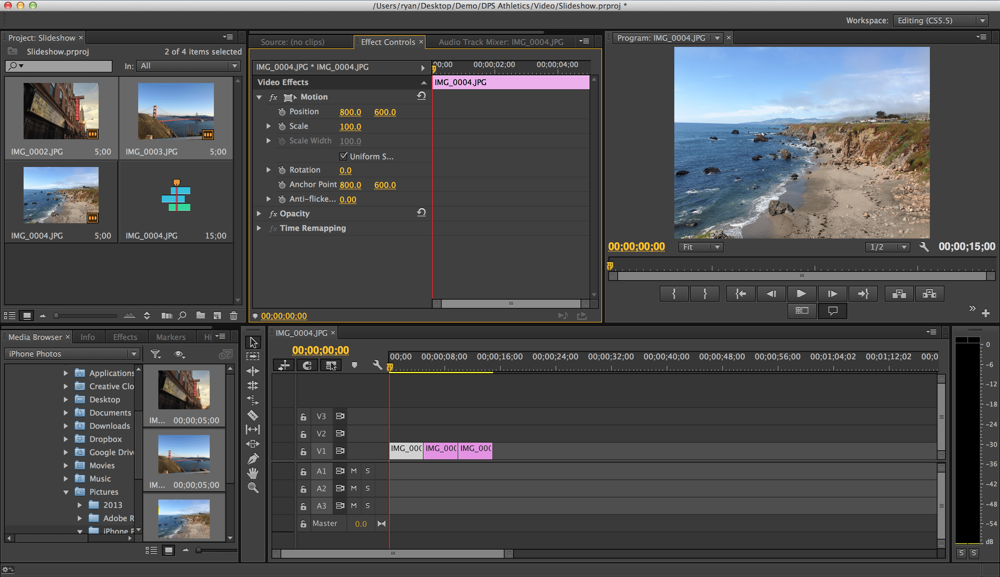 /Users/ryan/Desktop/Demo/DPS Athletics/Video/Slideshow.prproj *
Workspace: Editing (CS5.5)
Project: Slideshow ×
Slideshow.prproj 2 of 4 items selected
In: All
IMG_0002.JPG 5;00
IMG_0003.JPG 5;00
IMG_0004.JPG 5;00
IMG_0004.JPG 15;00
LIQUORS
Source: (no clips)
Effect Controls ×
Audio Track Mixer: IMG_0004.JPG
IMG_0004.JPG * IMG_0004.JPG
00;00 00;00;02;00 00;00;04;00
Video Effects
IMG_0004.JPG
fx Motion
Position 800.0 600.0
Scale 100.0
Scale Width 100.0
Uniform S...
Rotation 0.0
Anchor Point 800.0 600.0
Anti-flicke... 0.00
fx Opacity
fx Time Remapping
00;00;00;00
Program: IMG_0004.JPG ×
00;00;00;00 Fit 1/2 00;00;15;00
Media Browser × Info Effects Markers Hi
iPhone Photos
Applications
Creative Clo
Desktop
Documents
Downloads
Dropbox
Google Driv
Movies
Music
Pictures
2013
Adobe R
iPhone P
IM... 00;00;05;00
IM... 00;00;05;00
IMG_0004.JPG ×
00;00;00;00
00;00 00;00;08;00 00;00;16;00 00;00;24;00 00;00;32;00 00;00;40;00 00;00;48;00 00;00;56;00 00;01;04;02 00;01;12;02 00;0
V3
V2
V1 IMG_000 IMG_000 IMG_000
A1 M S
A2 M S
A3 M S
Master 0.0
0
-6
-12
-18
-24
-30
-36
-42
-48
-54
dB
S S